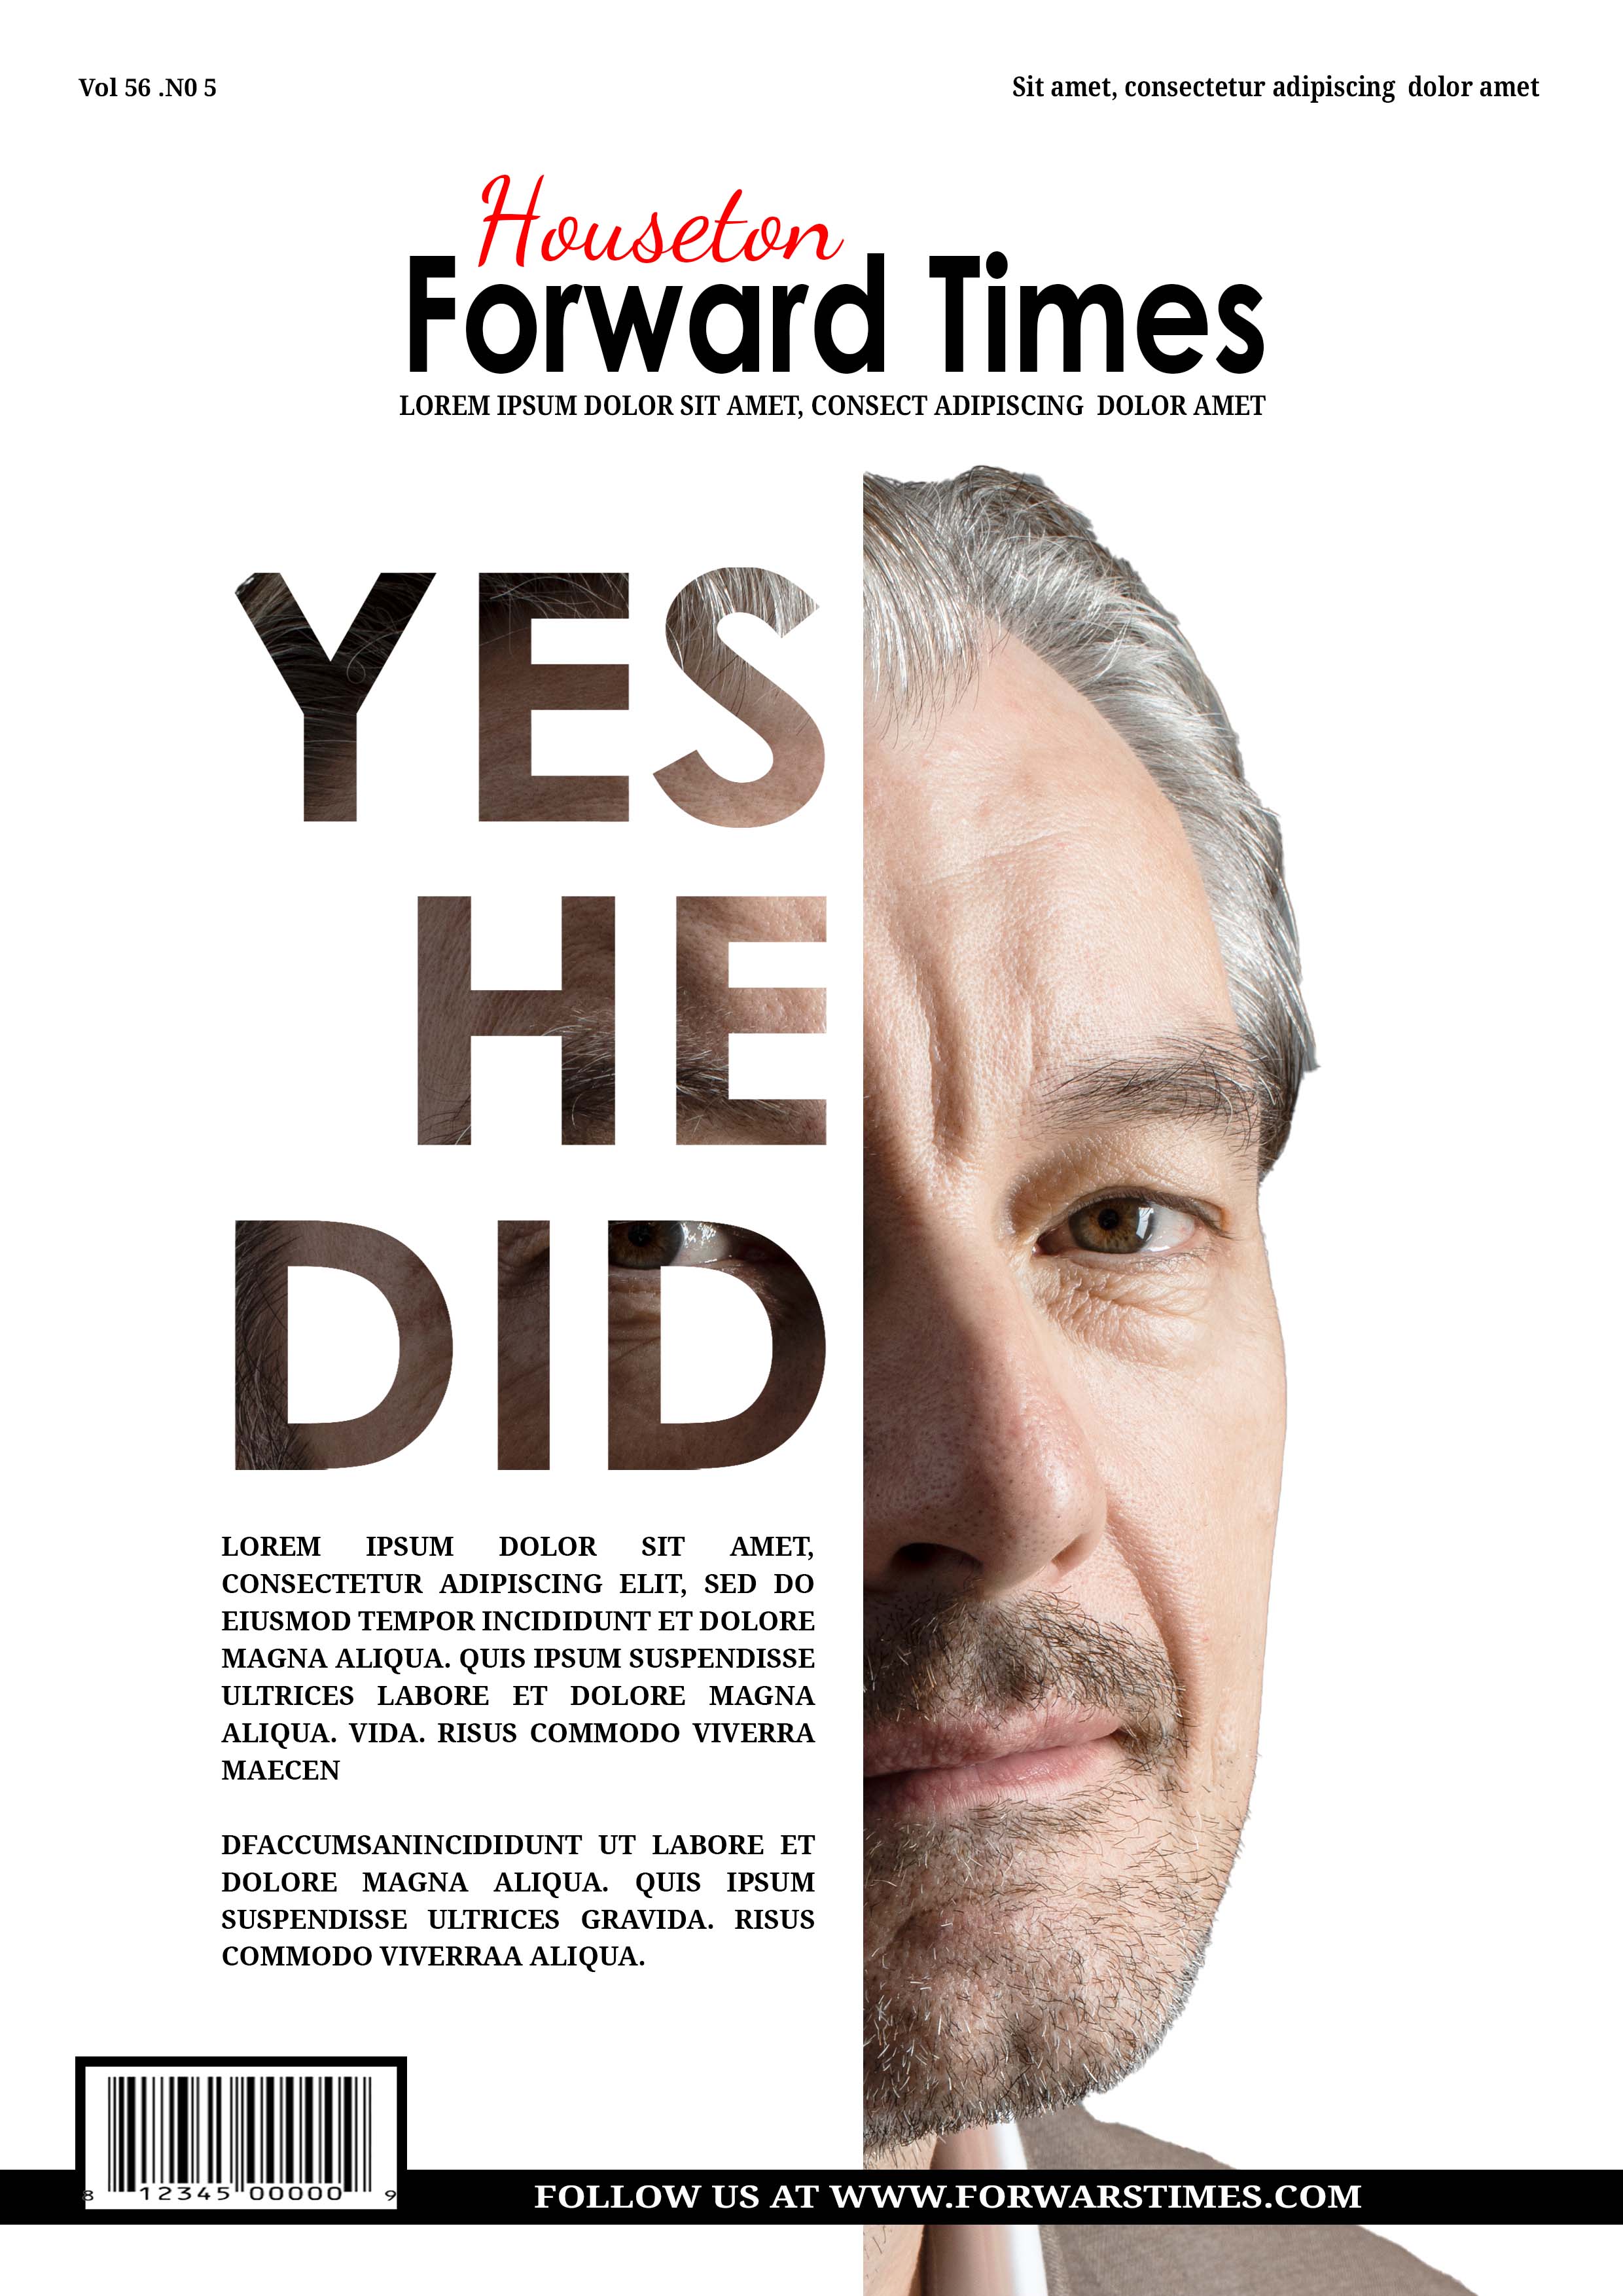 Vol 56 .N0 5
Sit amet, consectetur adipiscing dolor amet
Houseton
Forward Times
LOREM IPSUM DOLOR SIT AMET, CONSECT ADIPISCING DOLOR AMET
YES
HE
DID
LOREM IPSUM DOLOR SIT AMET,
CONSECTETUR ADIPISCING ELIT, SED DO
EIUSMOD TEMPOR INCIDIDUNT ET DOLORE
MAGNA ALIQUA. QUIS IPSUM SUSPENDISSE
ULTRICES LABORE ET DOLORE MAGNA
ALIQUA. VIDA. RISUS COMMODO VIVERRA
MAECEN
DFACCUMSANINCIDIDUNT UT LABORE ET
DOLORE MAGNA ALIQUA. QUIS IPSUM
SUSPENDISSE ULTRICES GRAVIDA. RISUS
COMMODO VIVERRAA ALIQUA.
8 12345 00000 9
FOLLOW US AT WWW.FORWARSTIMES.COM